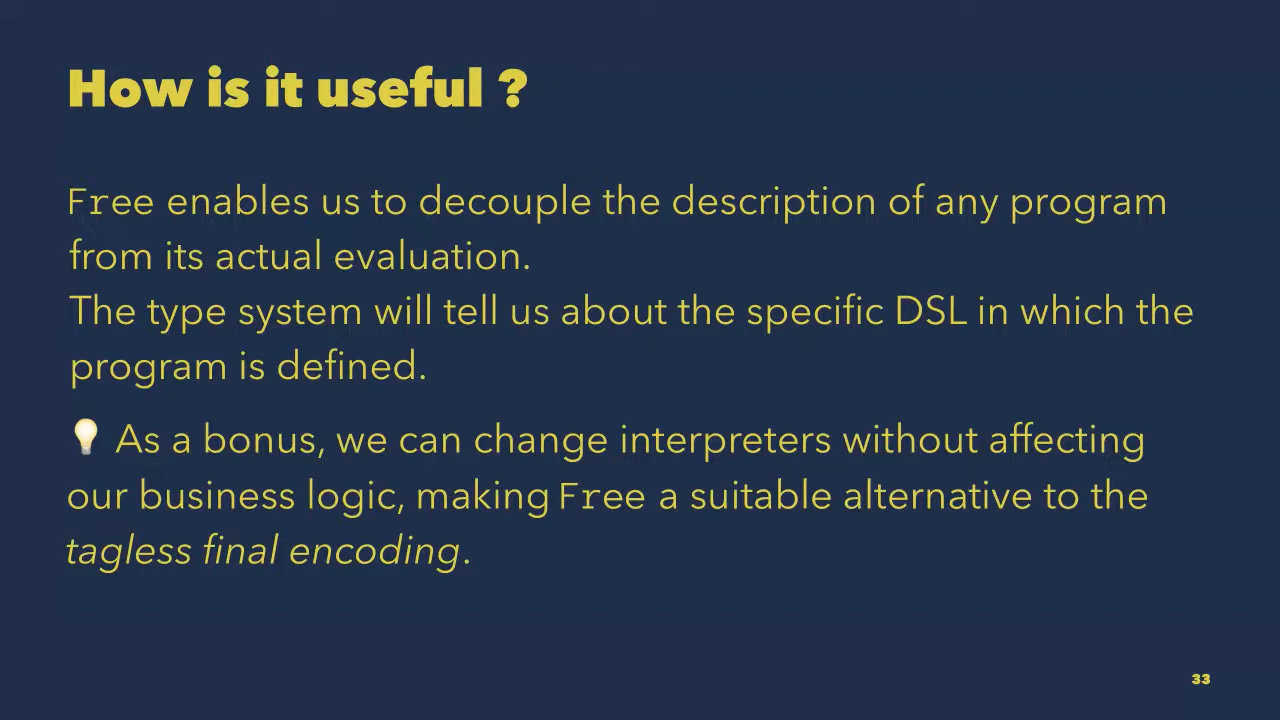 How is it useful ?
Free enables us to decouple the description of any program
from its actual evaluation.
The type system will tell us about the specific DSL in which the
program is defined.
💡 As a bonus, we can change interpreters without affecting
our business logic, making Free a suitable alternative to the
tagless final encoding.
33